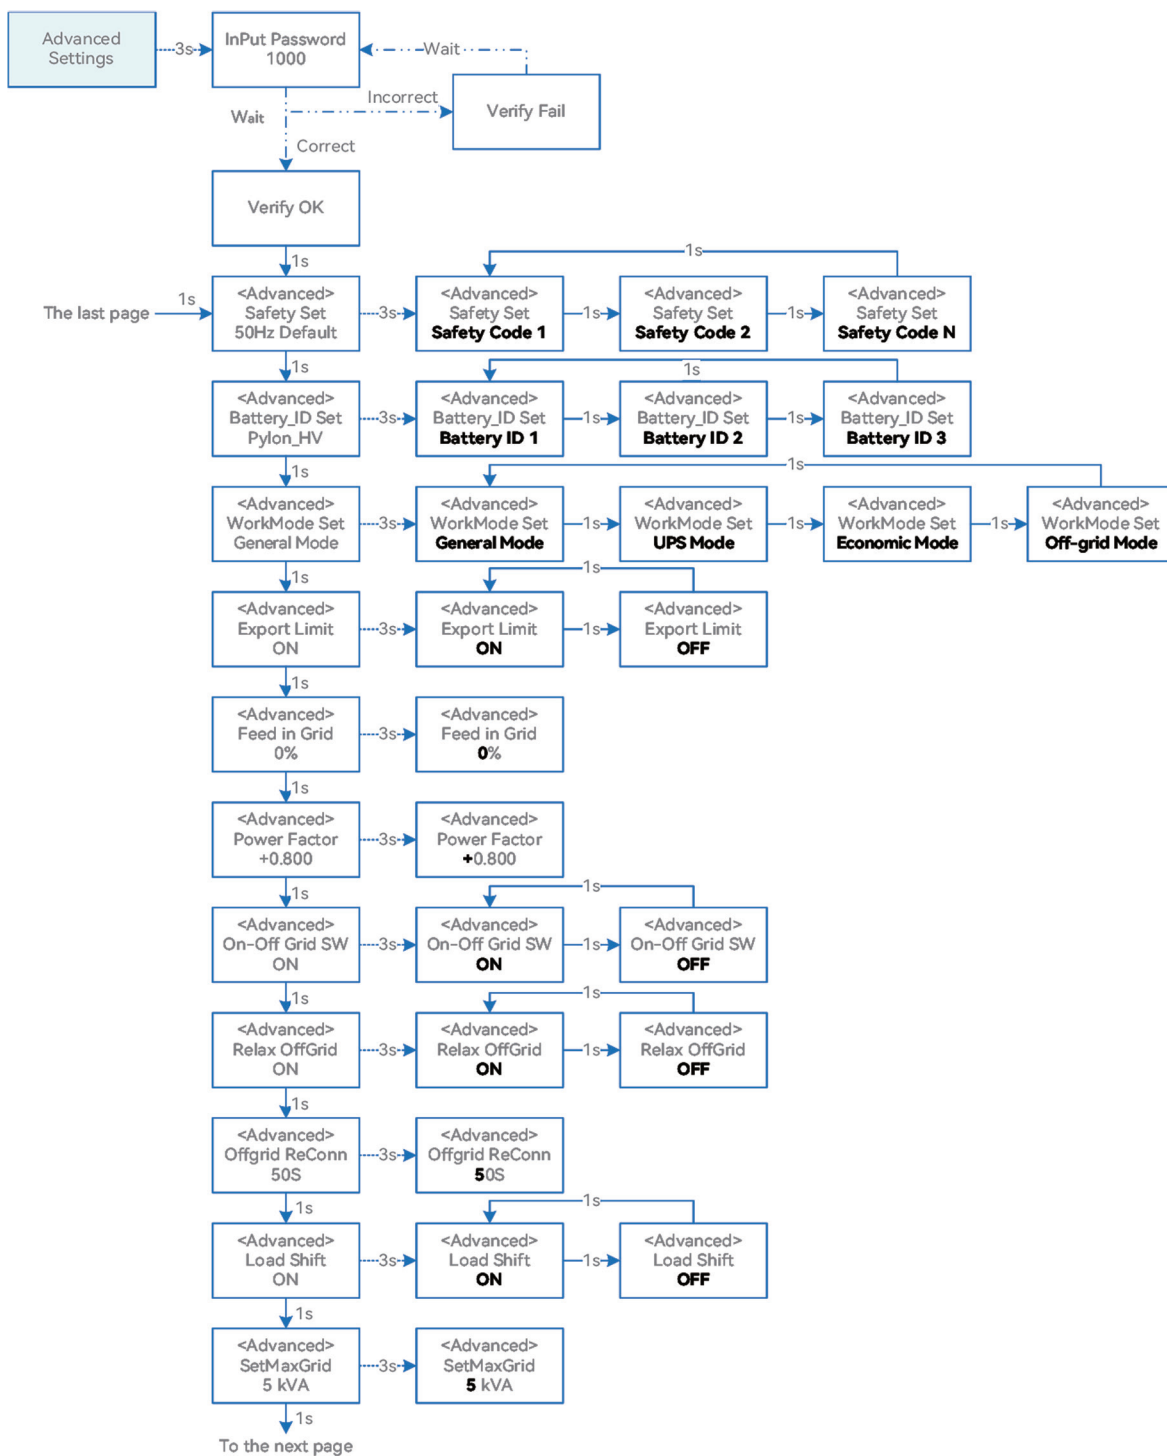 Advanced
Settings
3s
InPut Password
1000
Wait
Incorrect
Verify Fail
Wait
Correct
Verify OK
1s
1s
The last page
1s
<Advanced>
Safety Set
50Hz Default
3s
<Advanced>
Safety Set
Safety Code 1
1s
<Advanced>
Safety Set
Safety Code 2
1s
<Advanced>
Safety Set
Safety Code N
1s
1s
<Advanced>
Battery_ID Set
Pylon_HV
3s
<Advanced>
Battery_ID Set
Battery ID 1
1s
<Advanced>
Battery_ID Set
Battery ID 2
1s
<Advanced>
Battery_ID Set
Battery ID 3
1s
1s
<Advanced>
WorkMode Set
General Mode
3s
<Advanced>
WorkMode Set
General Mode
1s
<Advanced>
WorkMode Set
UPS Mode
1s
<Advanced>
WorkMode Set
Economic Mode
1s
<Advanced>
WorkMode Set
Off-grid Mode
1s
1s
<Advanced>
Export Limit
ON
3s
<Advanced>
Export Limit
ON
1s
<Advanced>
Export Limit
OFF
1s
<Advanced>
Feed in Grid
0%
3s
<Advanced>
Feed in Grid
0%
1s
<Advanced>
Power Factor
+0.800
3s
<Advanced>
Power Factor
+0.800
1s
1s
<Advanced>
On-Off Grid SW
ON
3s
<Advanced>
On-Off Grid SW
ON
1s
<Advanced>
On-Off Grid SW
OFF
1s
1s
<Advanced>
Relax OffGrid
ON
3s
<Advanced>
Relax OffGrid
ON
1s
<Advanced>
Relax OffGrid
OFF
1s
<Advanced>
Offgrid ReConn
50S
3s
<Advanced>
Offgrid ReConn
50S
1s
1s
<Advanced>
Load Shift
ON
3s
<Advanced>
Load Shift
ON
1s
<Advanced>
Load Shift
OFF
1s
<Advanced>
SetMaxGrid
5 kVA
3s
<Advanced>
SetMaxGrid
5 kVA
1s
To the next page